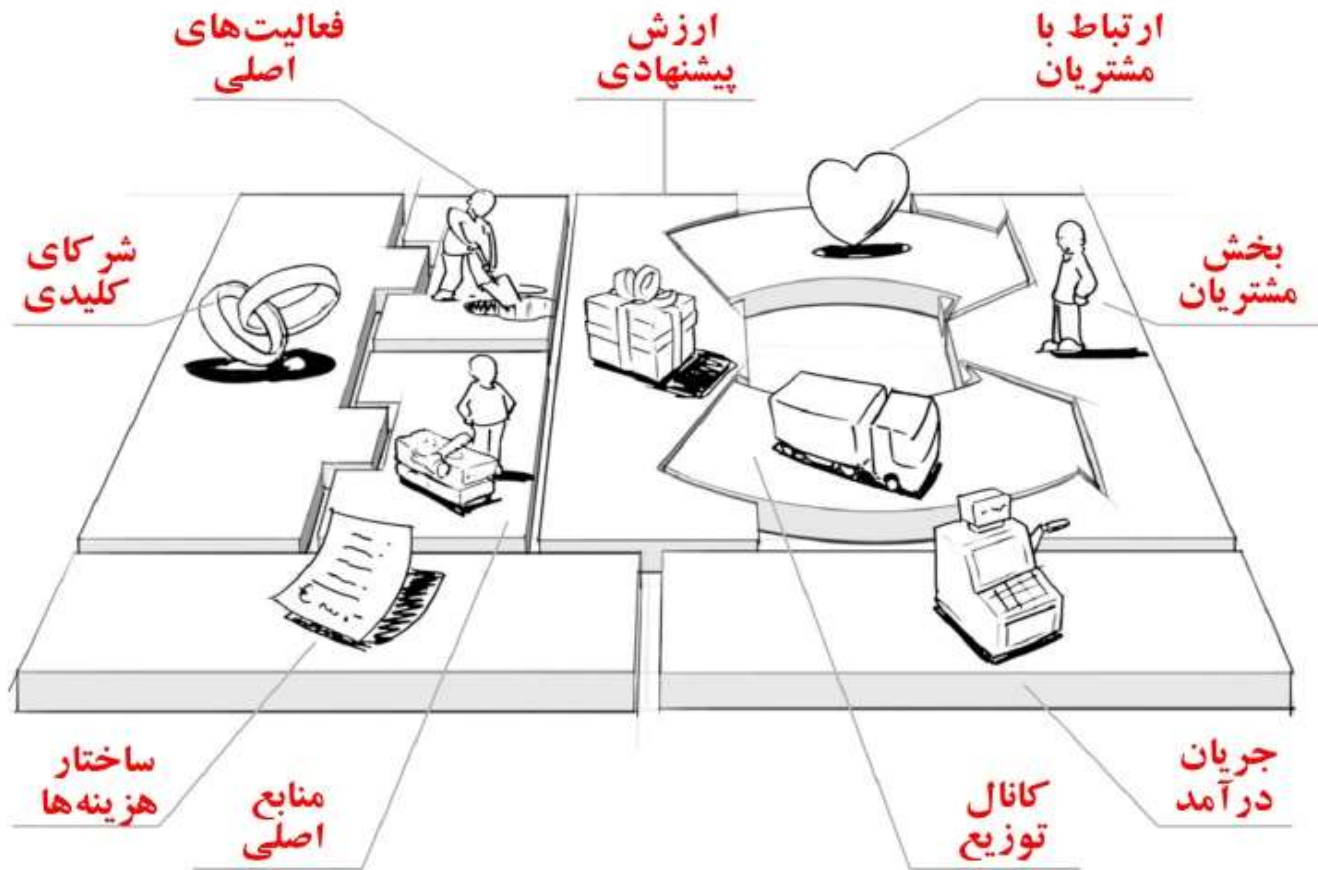 ارتباط با
مشتریان
ارزش
پیشنهادی
فعالیت‌های
اصلی
بخش
مشتریان
شرکای
کلیدی
جریان
درآمد
کانال
توزیع
منابع
اصلی
ساختار
هزینه‌ها